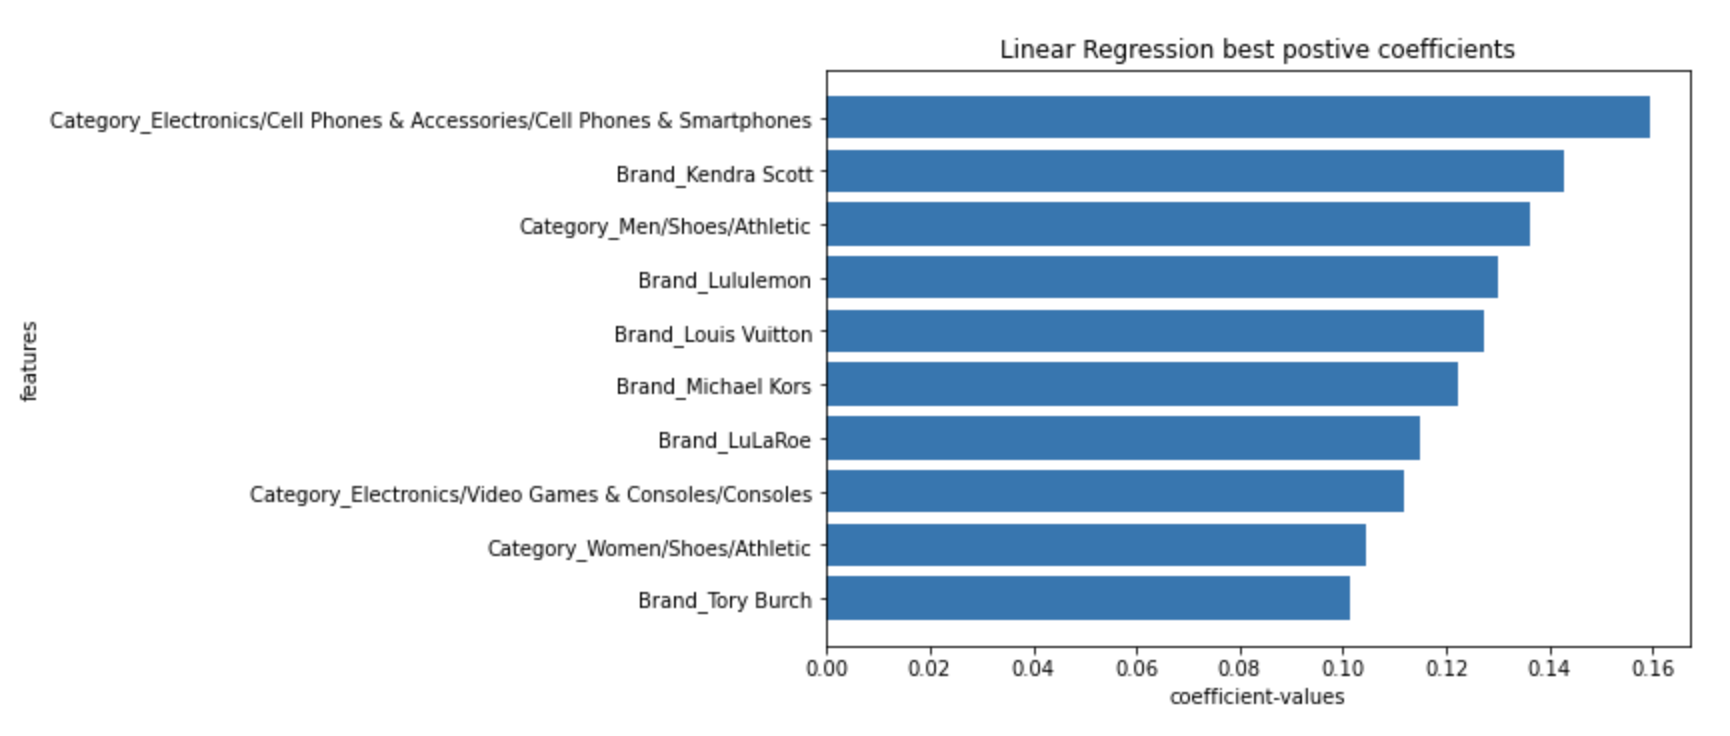 Linear Regression best postive coefficients
Category_Electronics/Cell Phones & Accessories/Cell Phones & Smartphones
Brand_Kendra Scott
Category_Men/Shoes/Athletic
Brand_Lululemon
Brand_Louis Vuitton
Brand_Michael Kors
Brand_LuLaRoe
Category_Electronics/Video Games & Consoles/Consoles
Category_Women/Shoes/Athletic
Brand_Tory Burch
features
0.00 0.02 0.04 0.06 0.08 0.10 0.12 0.14 0.16
coefficient-values